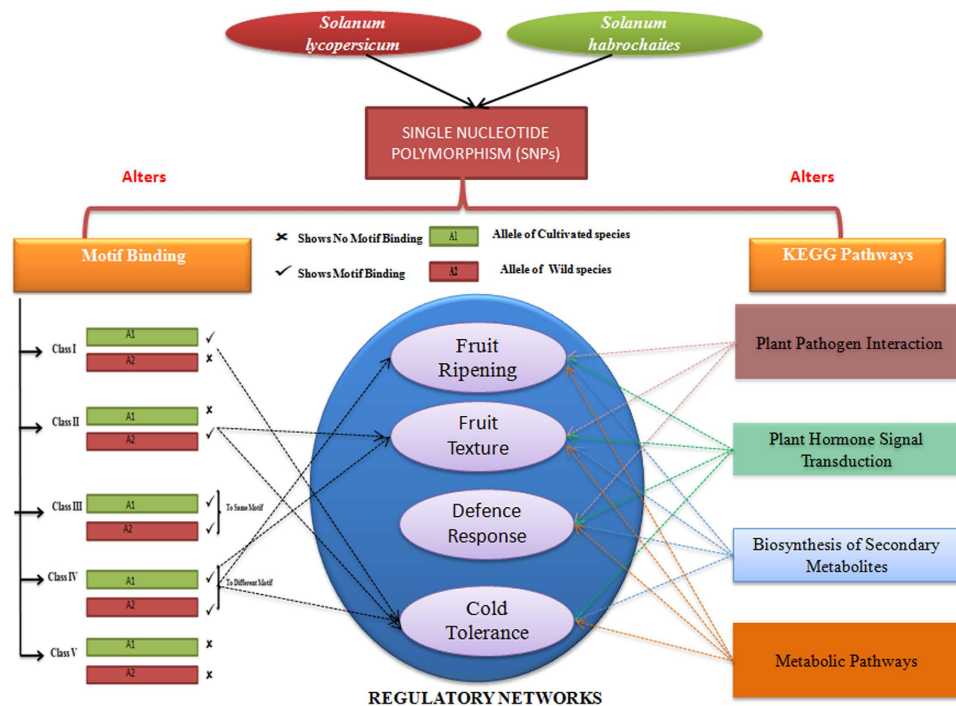 Solanum
lycopersicum
Solanum
habrochaites
SINGLE NUCLEOTIDE
POLYMORPHISM (SNPs)
Alters
Alters
Motif Binding
Shows No Motif Binding
A1
Allele of Cultivated species
Shows Motif Binding
A2
Allele of Wild species
KEGG Pathways
Class I
A1
A2
Class II
A1
A2
Class III
A1
A2
To Same Motif
Class IV
A1
A2
To Different Motif
Class V
A1
A2
Fruit
Ripening
Fruit
Texture
Defence
Response
Cold
Tolerance
REGULATORY NETWORKS
Plant Pathogen Interaction
Plant Hormone Signal
Transduction
Biosynthesis of Secondary
Metabolites
Metabolic Pathways